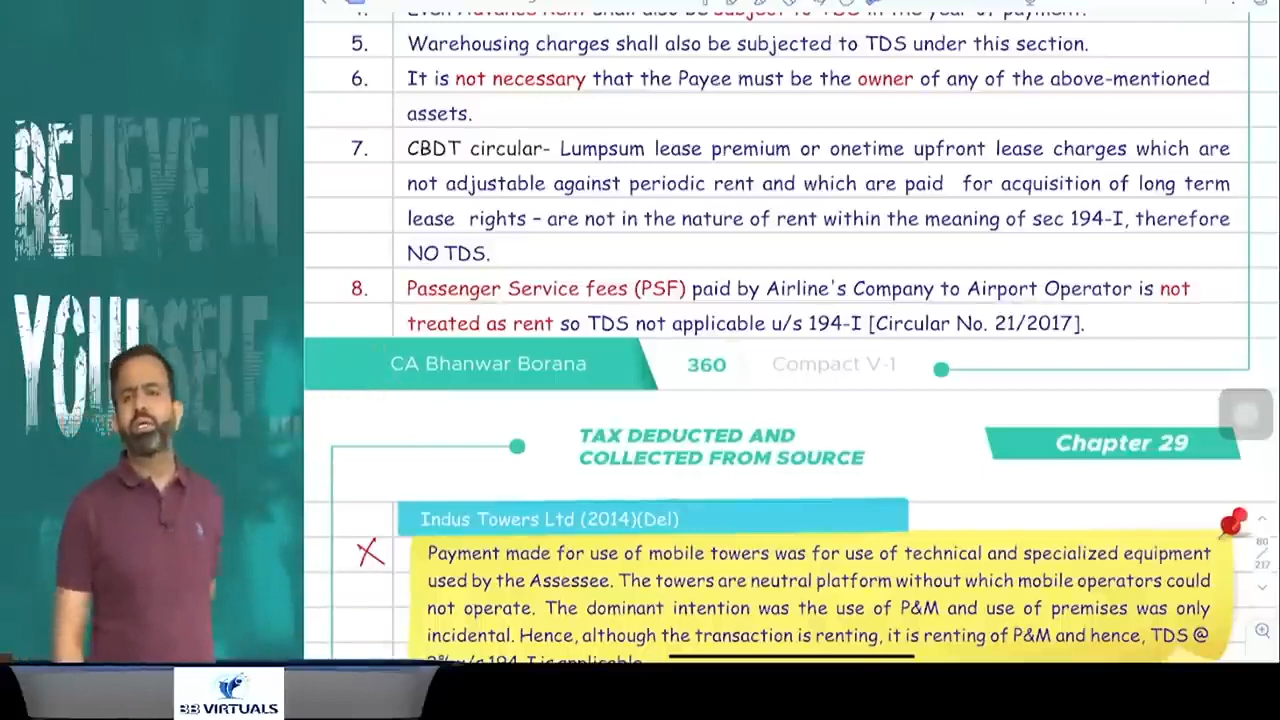 BELIEVE IN
YOURSELF
5. Warehousing charges shall also be subjected to TDS under this section.
6. It is not necessary that the Payee must be the owner of any of the above-mentioned
assets.
7. CBDT circular- Lumpsum lease premium or onetime upfront lease charges which are
not adjustable against periodic rent and which are paid for acquisition of long term
lease rights – are not in the nature of rent within the meaning of sec 194-I, therefore
NO TDS.
8. Passenger Service fees (PSF) paid by Airline's Company to Airport Operator is not
treated as rent so TDS not applicable u/s 194-I [Circular No. 21/2017].
CA Bhanwar Borana 360 Compact V-1
TAX DEDUCTED AND
COLLECTED FROM SOURCE
Chapter 29
Indus Towers Ltd (2014)(Del)
Payment made for use of mobile towers was for use of technical and specialized equipment
used by the Assessee. The towers are neutral platform without which mobile operators could
not operate. The dominant intention was the use of P&M and use of premises was only
incidental. Hence, although the transaction is renting, it is renting of P&M and hence, TDS @
80
217
BB VIRTUALS